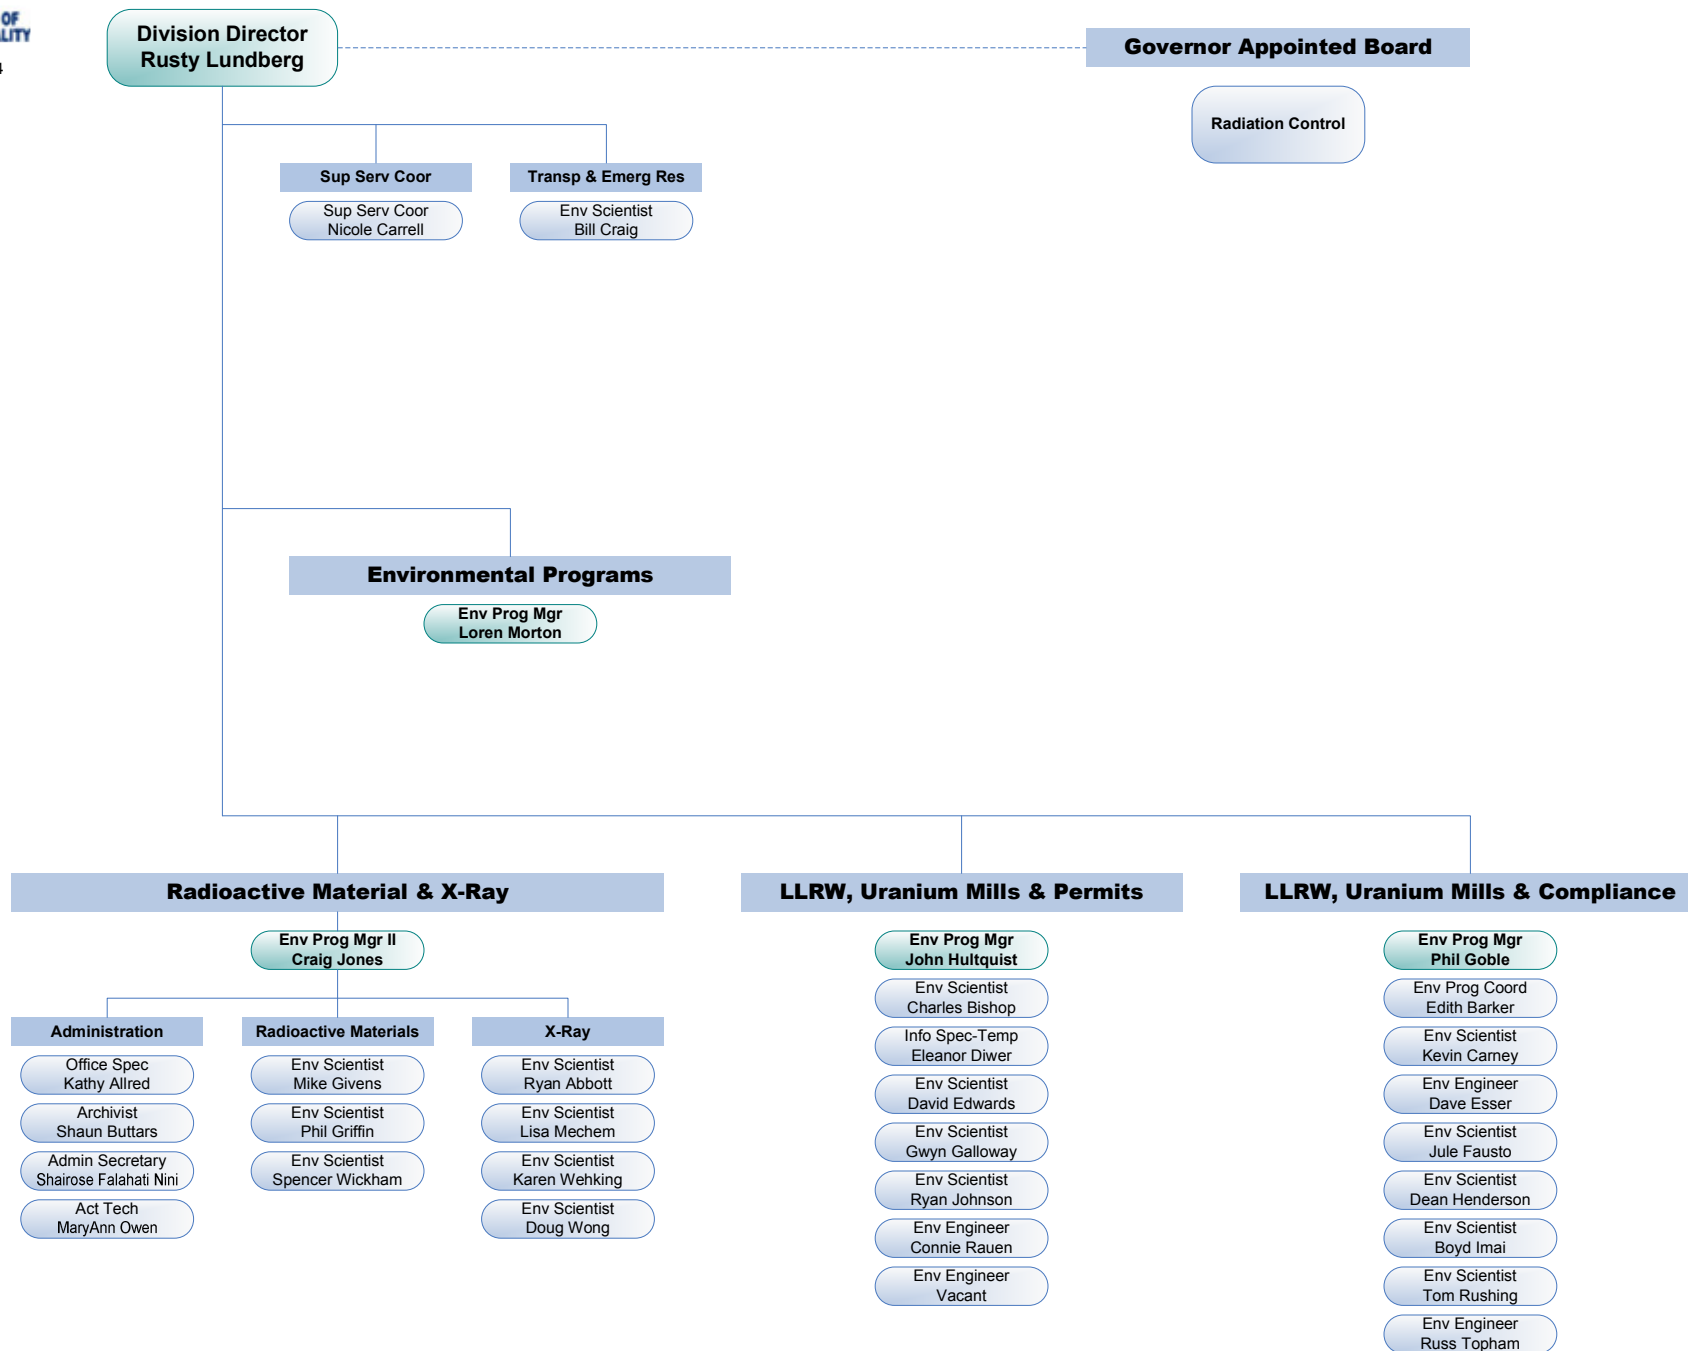 OF
ALITY
4
Division Director
Rusty Lundberg
Governor Appointed Board
Radiation Control
Sup Serv Coor
Sup Serv Coor
Nicole Carrell
Transp & Emerg Res
Env Scientist
Bill Craig
Environmental Programs
Env Prog Mgr
Loren Morton
Radioactive Material & X-Ray
Env Prog Mgr II
Craig Jones
Administration
Office Spec
Kathy Allred
Archivist
Shaun Buttars
Admin Secretary
Shairose Falahati Nini
Act Tech
MaryAnn Owen
Radioactive Materials
Env Scientist
Mike Givens
Env Scientist
Phil Griffin
Env Scientist
Spencer Wickham
X-Ray
Env Scientist
Ryan Abbott
Env Scientist
Lisa Mechem
Env Scientist
Karen Wehking
Env Scientist
Doug Wong
LLRW, Uranium Mills & Permits
Env Prog Mgr
John Hultquist
Env Scientist
Charles Bishop
Info Spec-Temp
Eleanor Diwer
Env Scientist
David Edwards
Env Scientist
Gwyn Galloway
Env Scientist
Ryan Johnson
Env Engineer
Connie Rauen
Env Engineer
Vacant
LLRW, Uranium Mills & Compliance
Env Prog Mgr
Phil Goble
Env Prog Coord
Edith Barker
Env Scientist
Kevin Carney
Env Engineer
Dave Esser
Env Scientist
Jule Fausto
Env Scientist
Dean Henderson
Env Scientist
Boyd Imai
Env Scientist
Tom Rushing
Env Engineer
Russ Topham